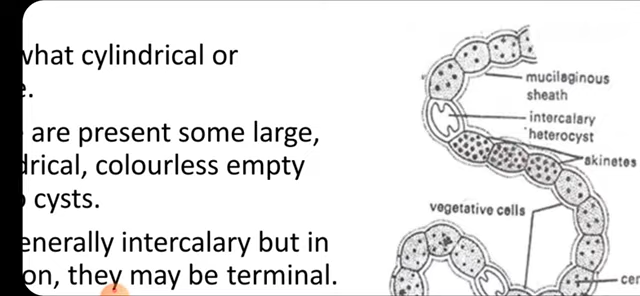 what cylindrical or
e.
are present some large,
drical, colourless empty
cysts.
enerally intercalary but in
on, they may be terminal.
mucilaginous
sheath
intercalary
heterocyst
akinetes
vegetative cells
cer